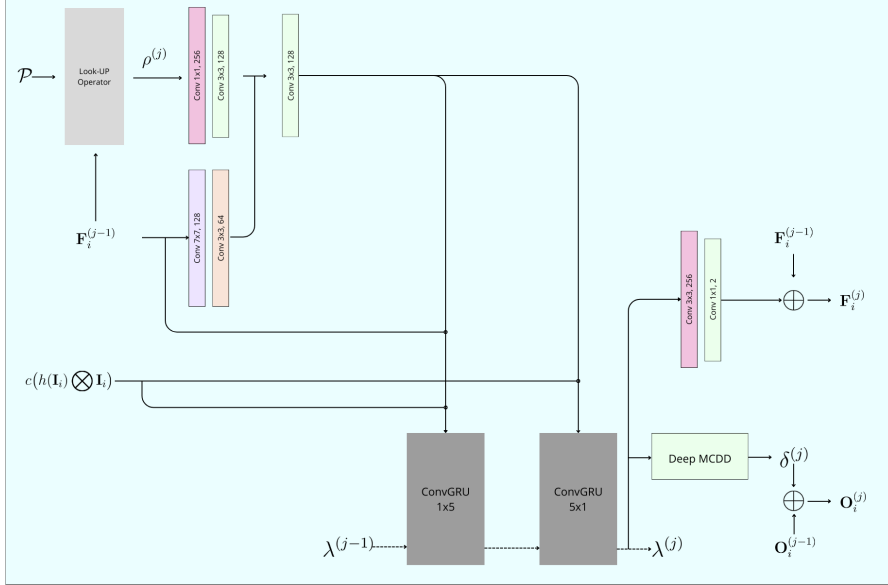 𝒫
Look-UP
Operator
ρ^(j)
Conv 1x1, 256
Conv 3x3, 128
Conv 3x3, 128
F_i^(j−1)
Conv 7x7, 128
Conv 3x3, 64
c(h(I_i) ⊗ I_i)
ConvGRU
1x5
ConvGRU
5x1
λ^(j−1)
λ^(j)
Conv 3x3, 256
Conv 1x1, 2
F_i^(j−1)
⊕
F_i^(j)
Deep MCDD
δ^(j)
⊕
O_i^(j)
O_i^(j−1)